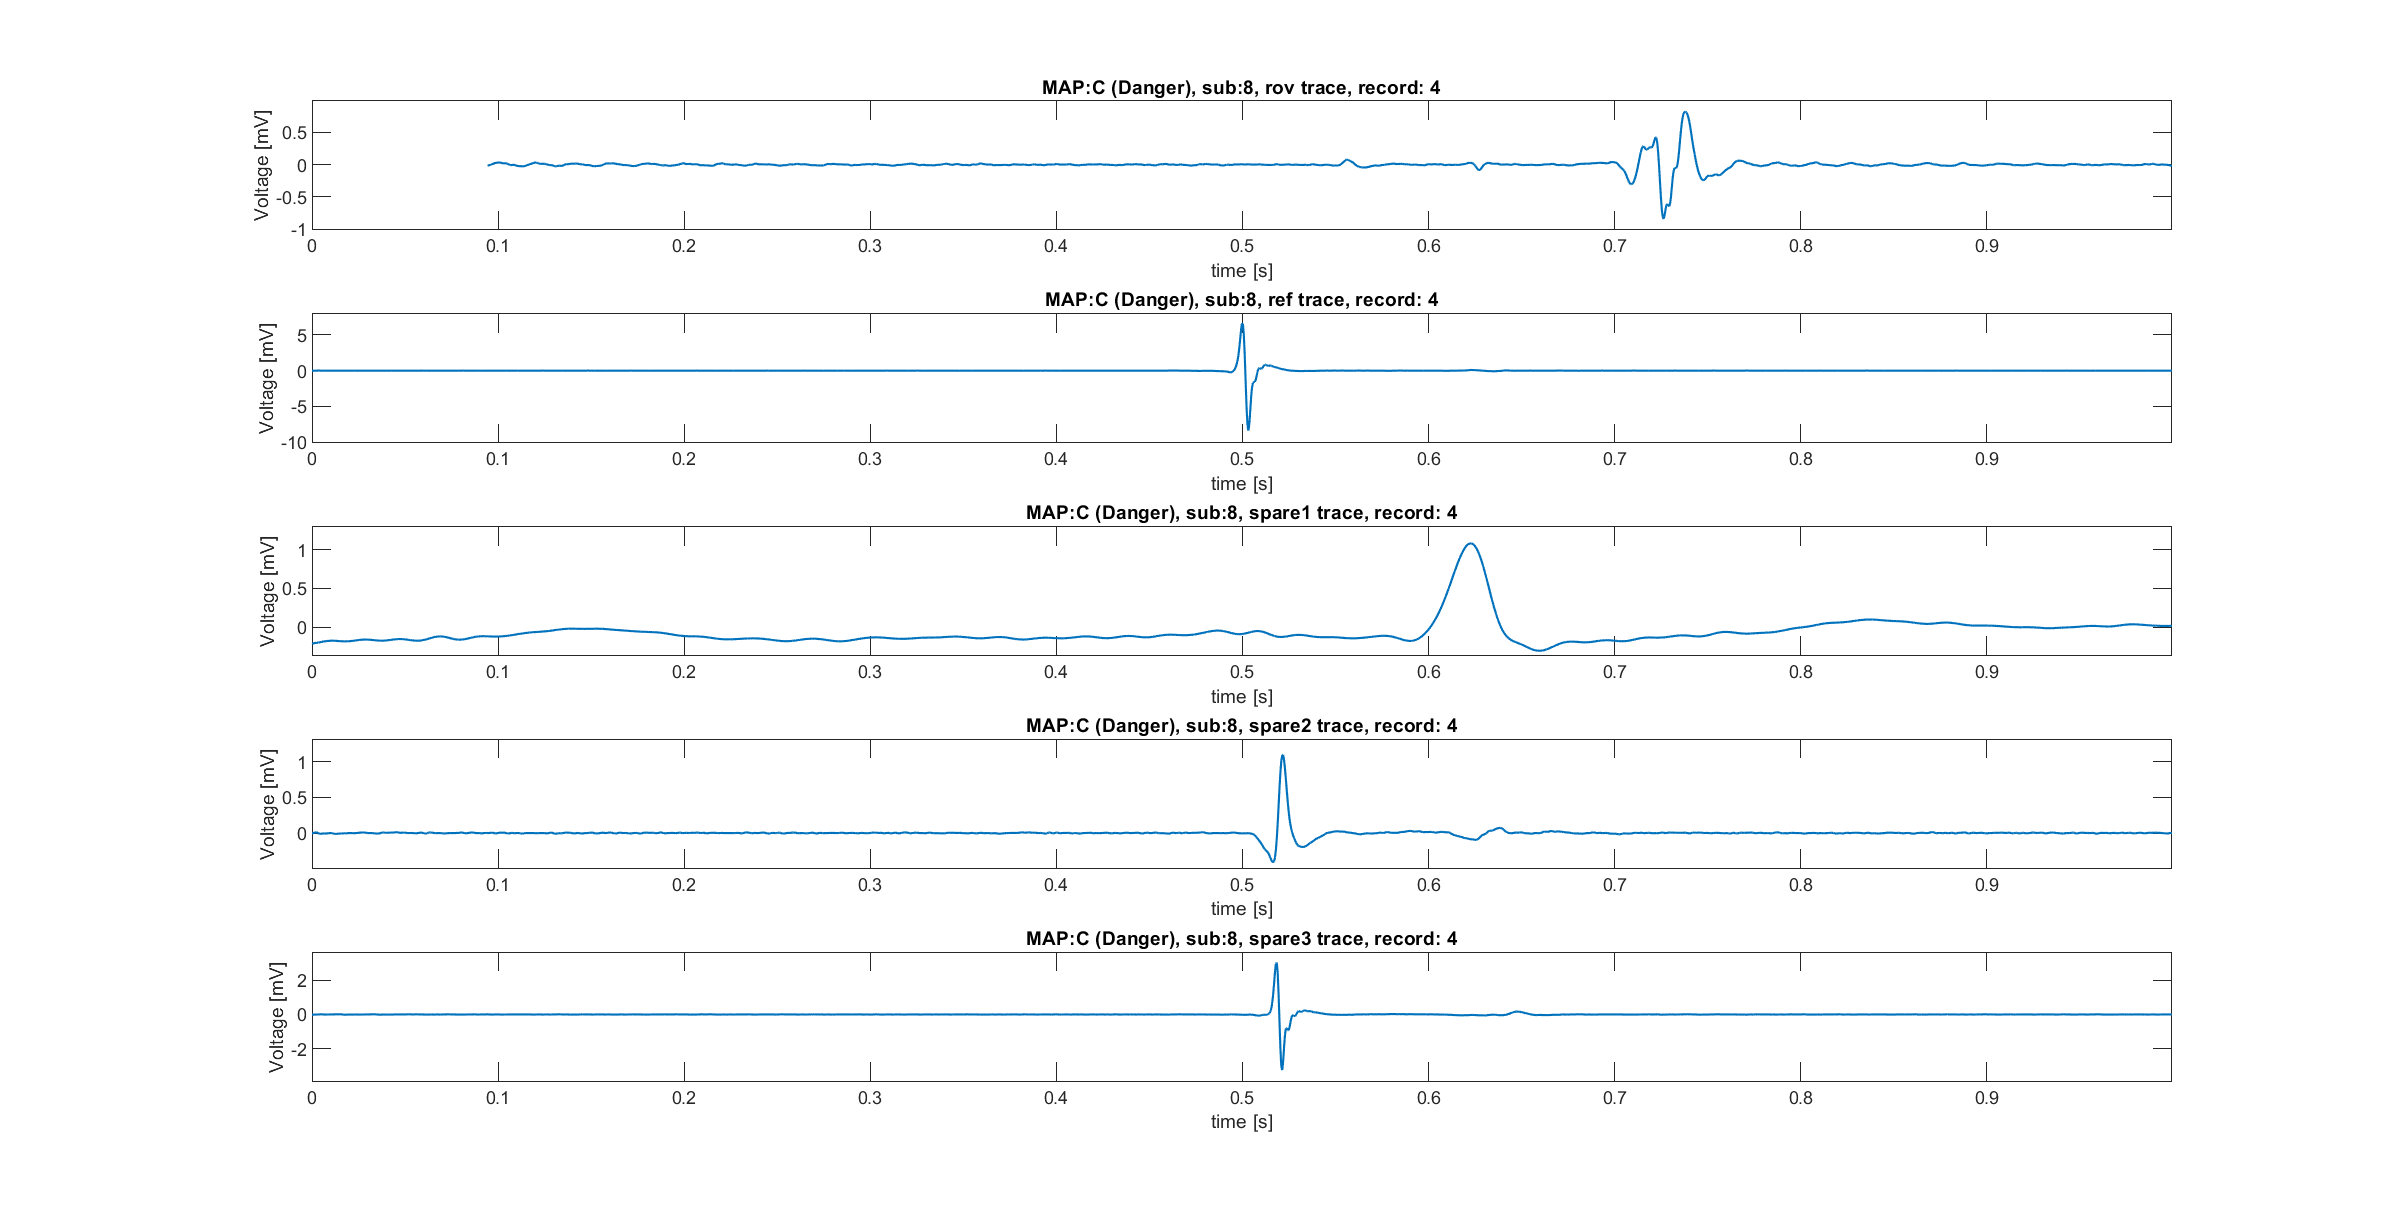 MAP:C (Danger), sub:8, rov trace, record: 4
Voltage [mV]
0.5
0
-0.5
-1
0 0.1 0.2 0.3 0.4 0.5 0.6 0.7 0.8 0.9
time [s]
MAP:C (Danger), sub:8, ref trace, record: 4
Voltage [mV]
5
0
-5
-10
0 0.1 0.2 0.3 0.4 0.5 0.6 0.7 0.8 0.9
time [s]
MAP:C (Danger), sub:8, spare1 trace, record: 4
Voltage [mV]
1
0.5
0
0 0.1 0.2 0.3 0.4 0.5 0.6 0.7 0.8 0.9
time [s]
MAP:C (Danger), sub:8, spare2 trace, record: 4
Voltage [mV]
1
0.5
0
0 0.1 0.2 0.3 0.4 0.5 0.6 0.7 0.8 0.9
time [s]
MAP:C (Danger), sub:8, spare3 trace, record: 4
Voltage [mV]
2
0
-2
0 0.1 0.2 0.3 0.4 0.5 0.6 0.7 0.8 0.9
time [s]